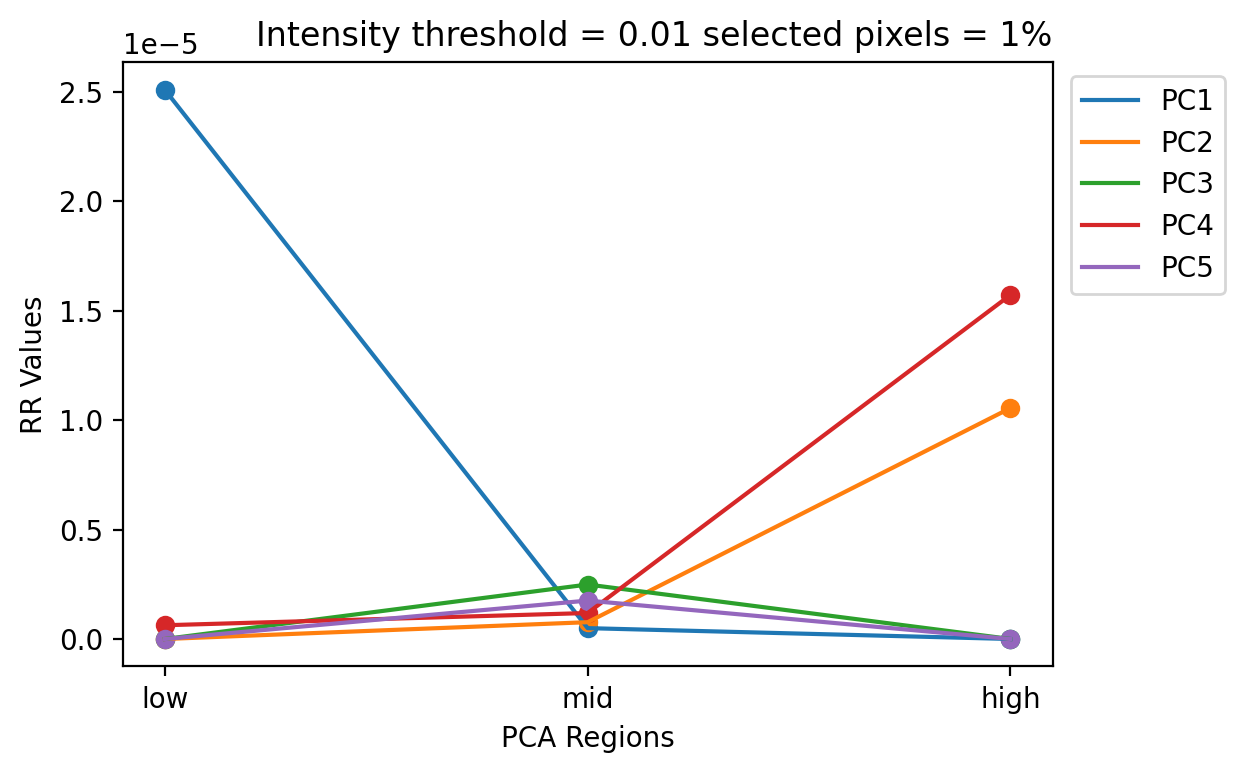 Intensity threshold = 0.01 selected pixels = 1%
1e−5
2.5
2.0
1.5
1.0
0.5
0.0
RR Values
low
mid
high
PCA Regions
PC1
PC2
PC3
PC4
PC5